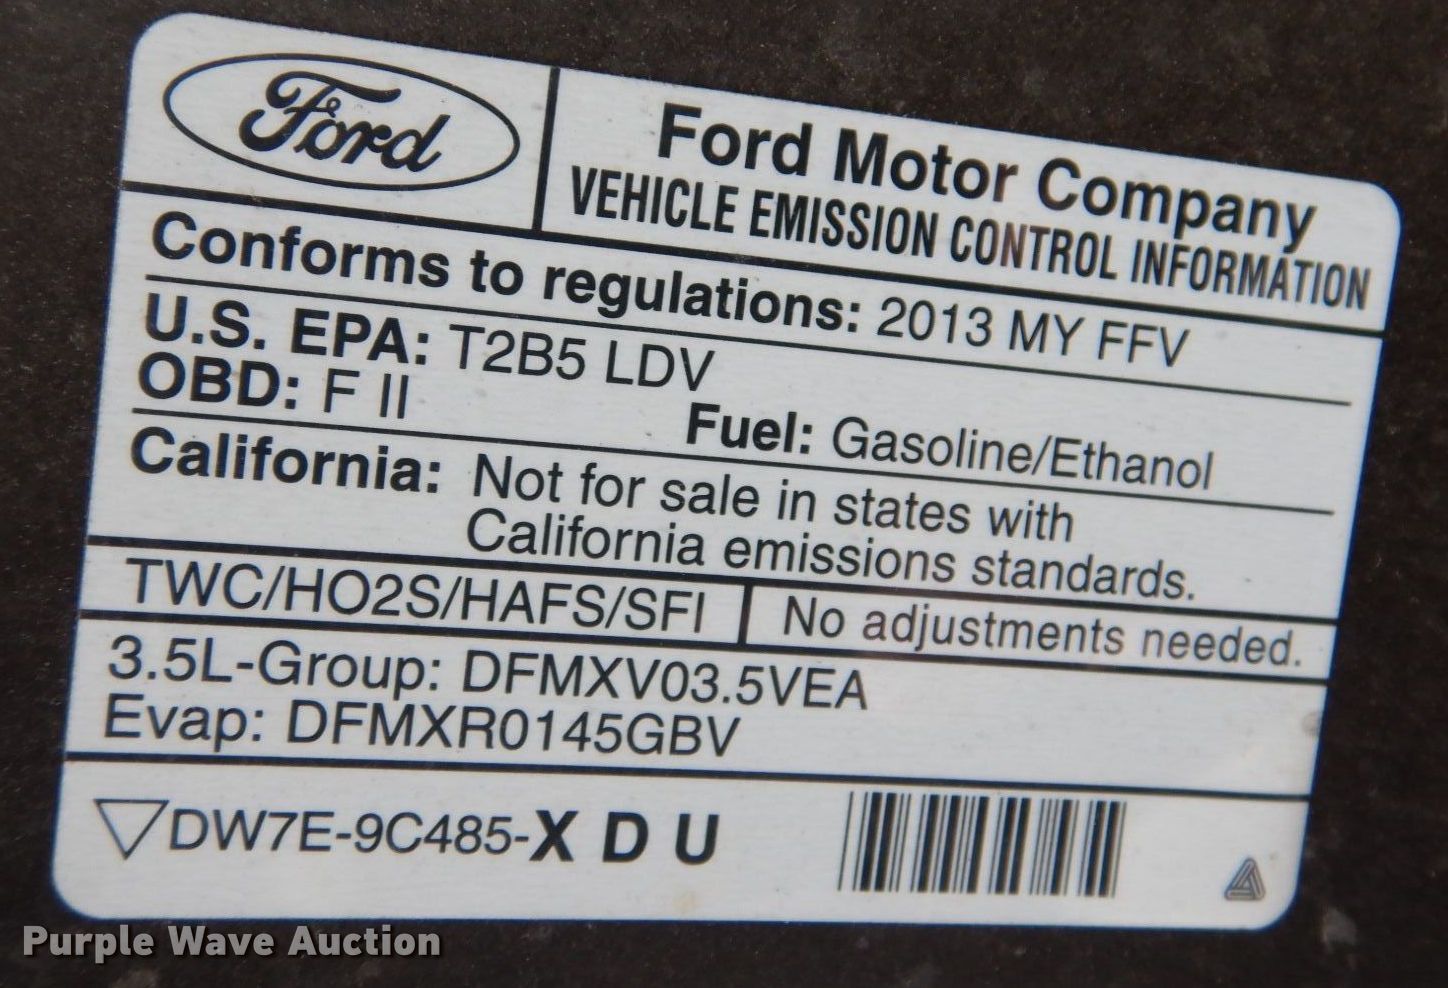 Ford
Ford Motor Company
VEHICLE EMISSION CONTROL INFORMATION
Conforms to regulations: 2013 MY FFV
U.S. EPA: T2B5 LDV
OBD: F II
Fuel: Gasoline/Ethanol
California: Not for sale in states with
California emissions standards.
TWC/HO2S/HAFS/SFI
No adjustments needed.
3.5L-Group: DFMXV03.5VEA
Evap: DFMXR0145GBV
DW7E-9C485-X D U
Purple Wave Auction